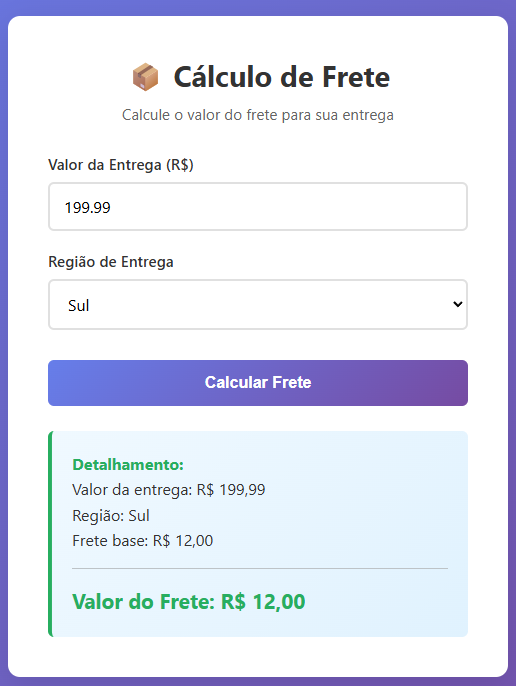 Cálculo de Frete
Calcule o valor do frete para sua entrega
Valor da Entrega (R$)
199.99
Região de Entrega
Sul
Calcular Frete
Detalhamento:
Valor da entrega: R$ 199,99
Região: Sul
Frete base: R$ 12,00
Valor do Frete: R$ 12,00